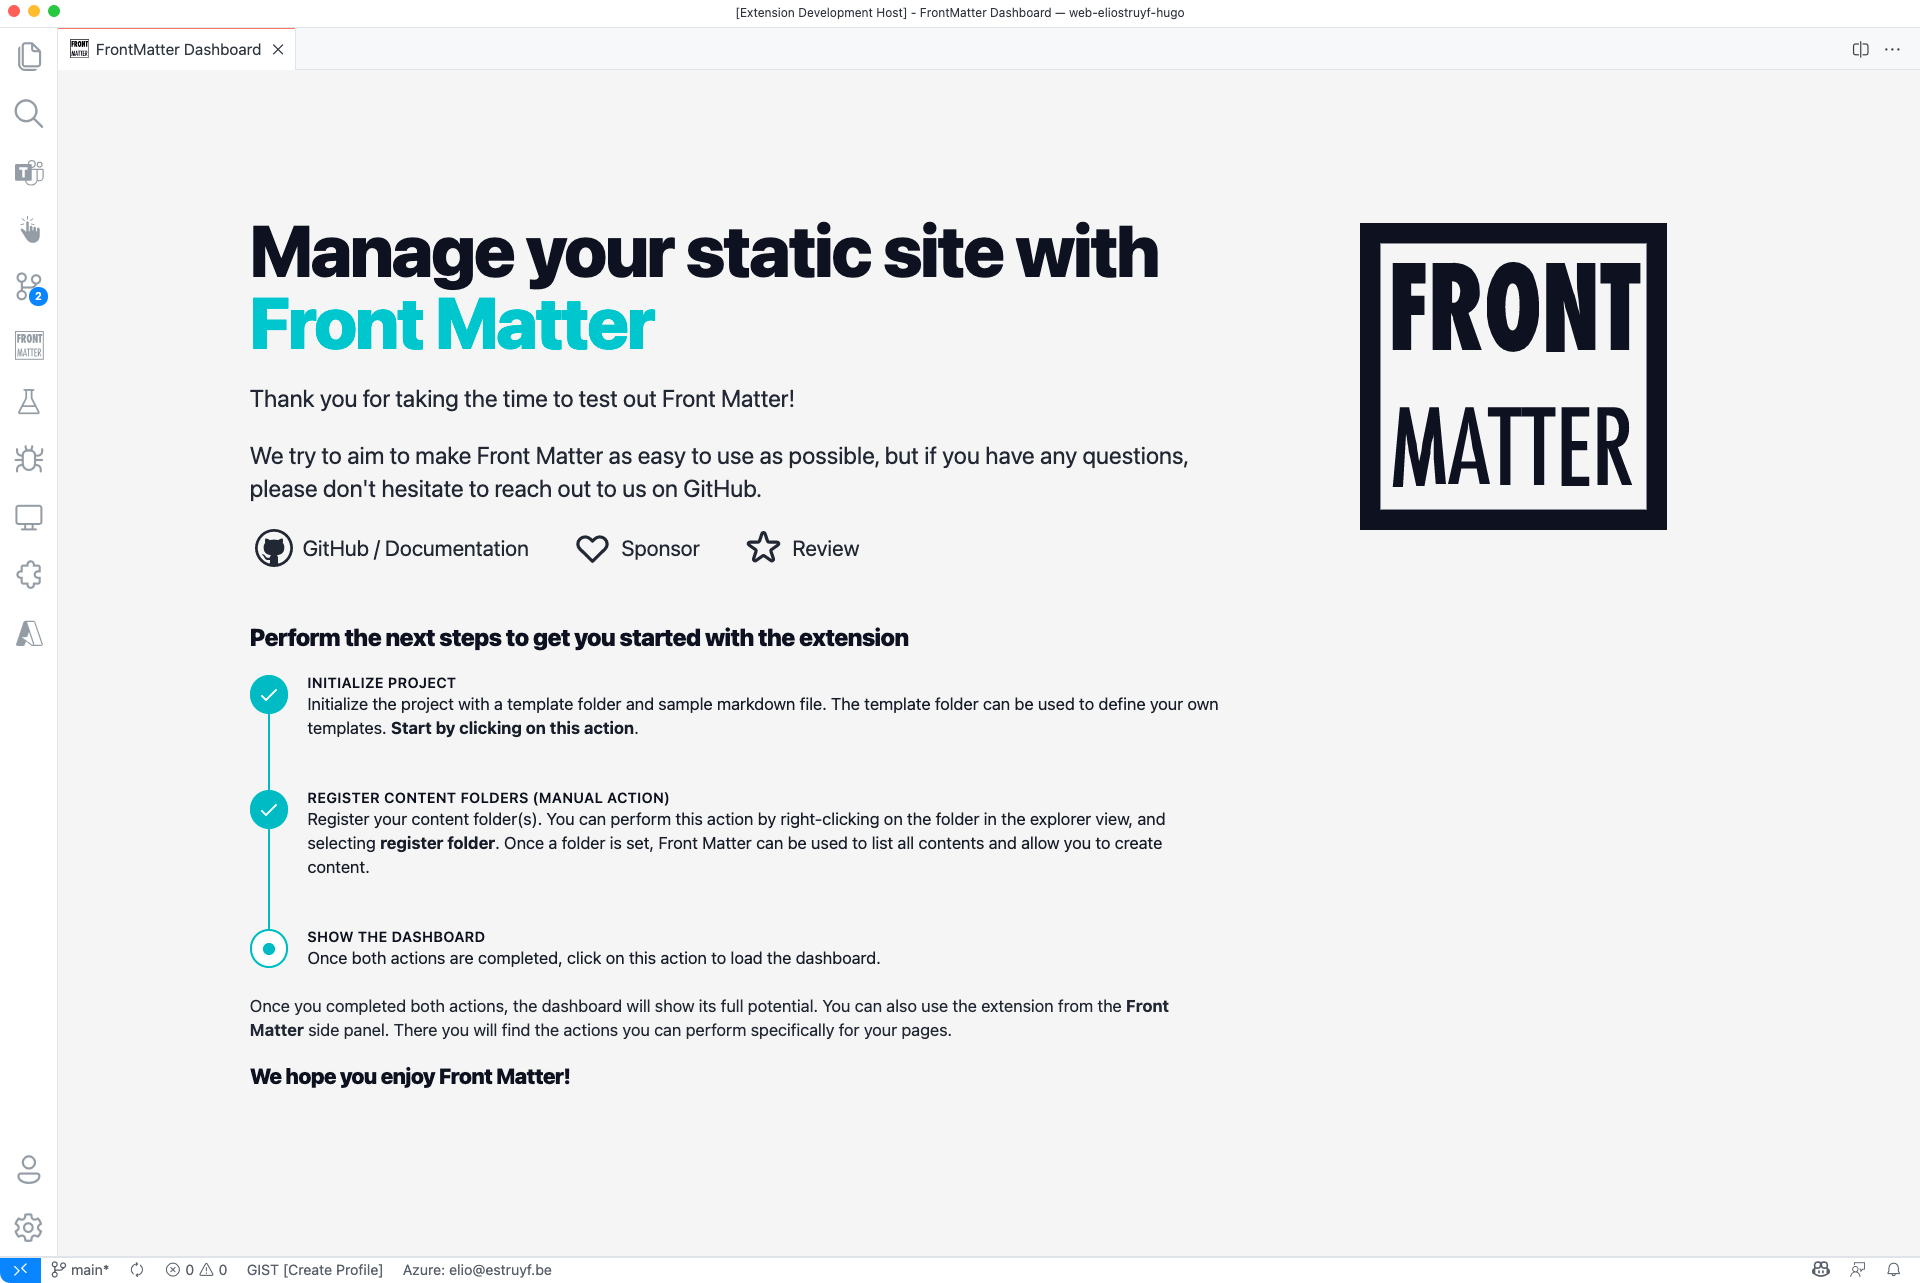 [Extension Development Host] - FrontMatter Dashboard — web-eliostruyf-hugo
FRONT
MATTER
FrontMatter Dashboard
T
2
FRONT
MATTER
Manage your static site with
Front Matter
Thank you for taking the time to test out Front Matter!
We try to aim to make Front Matter as easy to use as possible, but if you have any questions,
please don't hesitate to reach out to us on GitHub.
GitHub / Documentation
Sponsor
Review
FRONT
MATTER
Perform the next steps to get you started with the extension
INITIALIZE PROJECT
Initialize the project with a template folder and sample markdown file. The template folder can be used to define your own
templates. Start by clicking on this action.
REGISTER CONTENT FOLDERS (MANUAL ACTION)
Register your content folder(s). You can perform this action by right-clicking on the folder in the explorer view, and
selecting register folder. Once a folder is set, Front Matter can be used to list all contents and allow you to create
content.
SHOW THE DASHBOARD
Once both actions are completed, click on this action to load the dashboard.
Once you completed both actions, the dashboard will show its full potential. You can also use the extension from the Front
Matter side panel. There you will find the actions you can perform specifically for your pages.
We hope you enjoy Front Matter!
main* 0 0 GIST [Create Profile] Azure: elio@estruyf.be